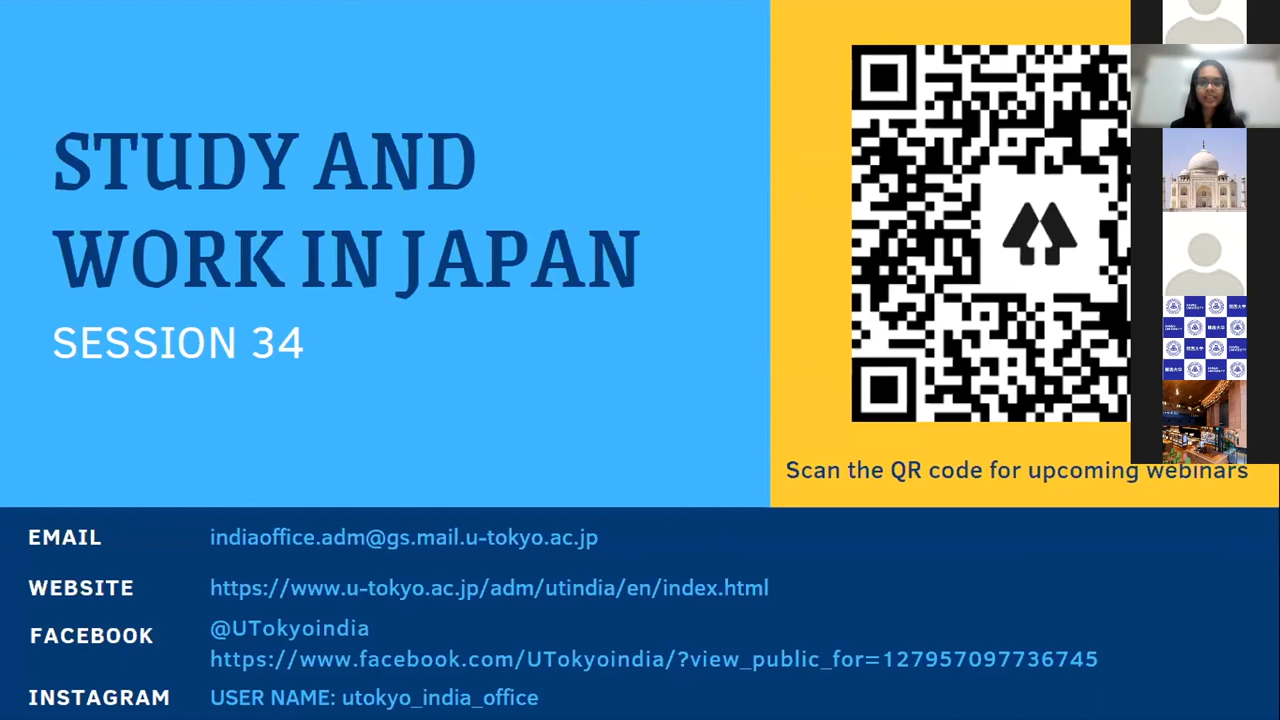 STUDY AND
WORK IN JAPAN
SESSION 34
Scan the QR code for upcoming webinars
EMAIL indiaoffice.adm@gs.mail.u-tokyo.ac.jp
WEBSITE https://www.u-tokyo.ac.jp/adm/utindia/en/index.html
FACEBOOK @UTokyoindia
https://www.facebook.com/UTokyoindia/?view_public_for=127957097736745
INSTAGRAM USER NAME: utokyo_india_office